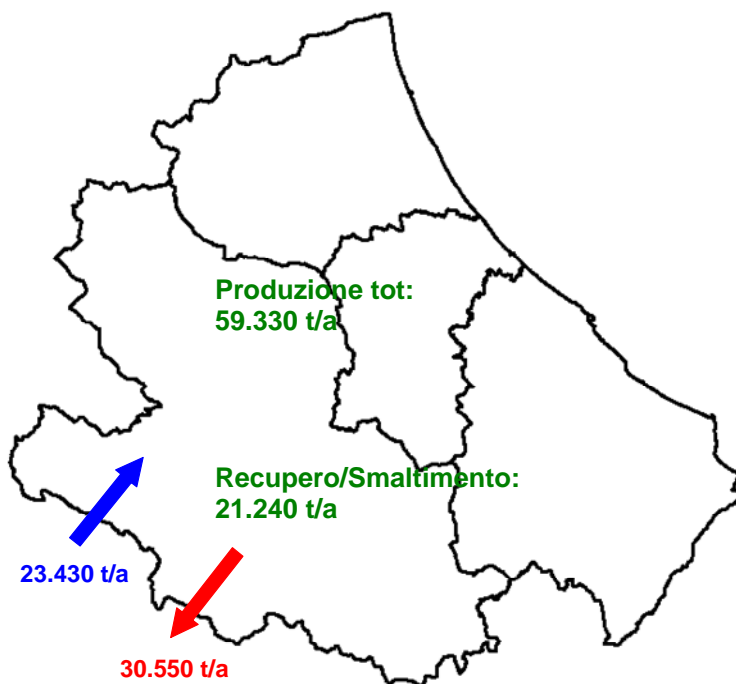 Produzione tot:
59.330 t/a
Recupero/Smaltimento:
21.240 t/a
23.430 t/a
30.550 t/a